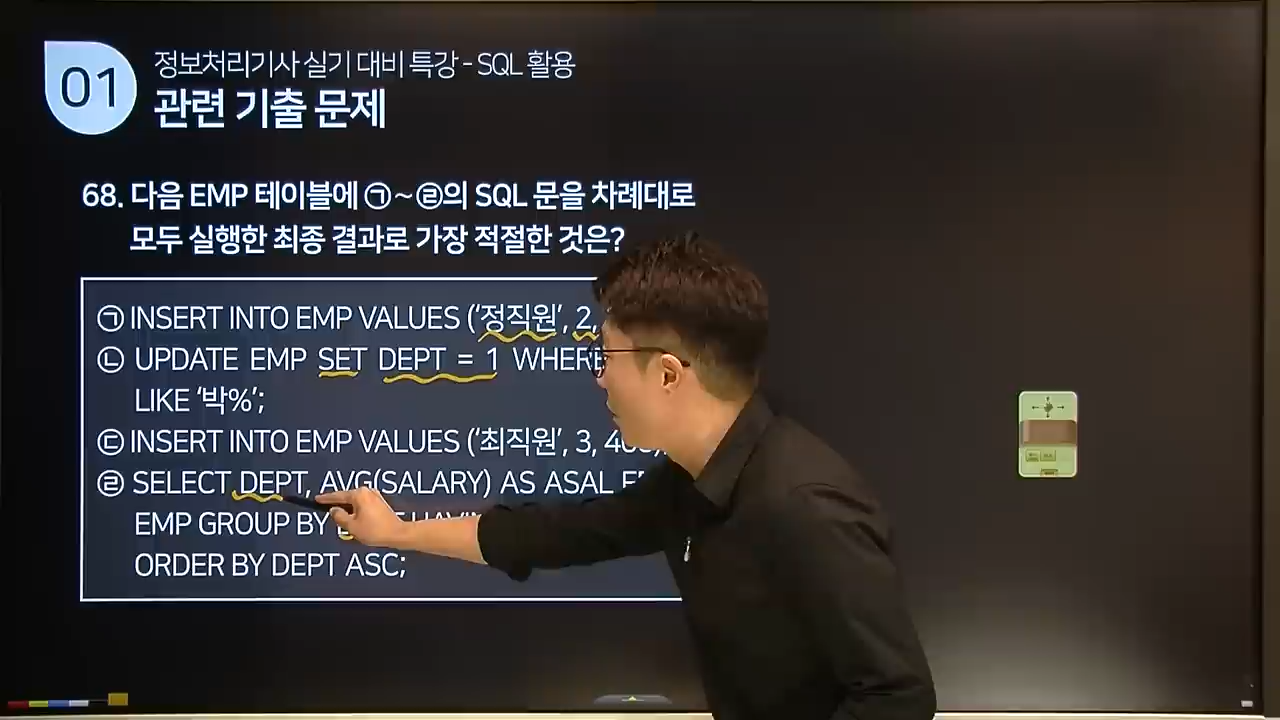 01
정보처리기사 실기 대비 특강 - SQL 활용
관련 기출 문제
68. 다음 EMP 테이블에 ㉠~㉣의 SQL 문을 차례대로
모두 실행한 최종 결과로 가장 적절한 것은?
㉠ INSERT INTO EMP VALUES (‘정직원’, 2,
㉡ UPDATE EMP SET DEPT = 1 WHERE
LIKE ‘박%’;
㉢ INSERT INTO EMP VALUES (‘최직원’, 3,
㉣ SELECT DEPT, AVG(SALARY) AS ASAL
EMP GROUP BY
ORDER BY DEPT ASC;